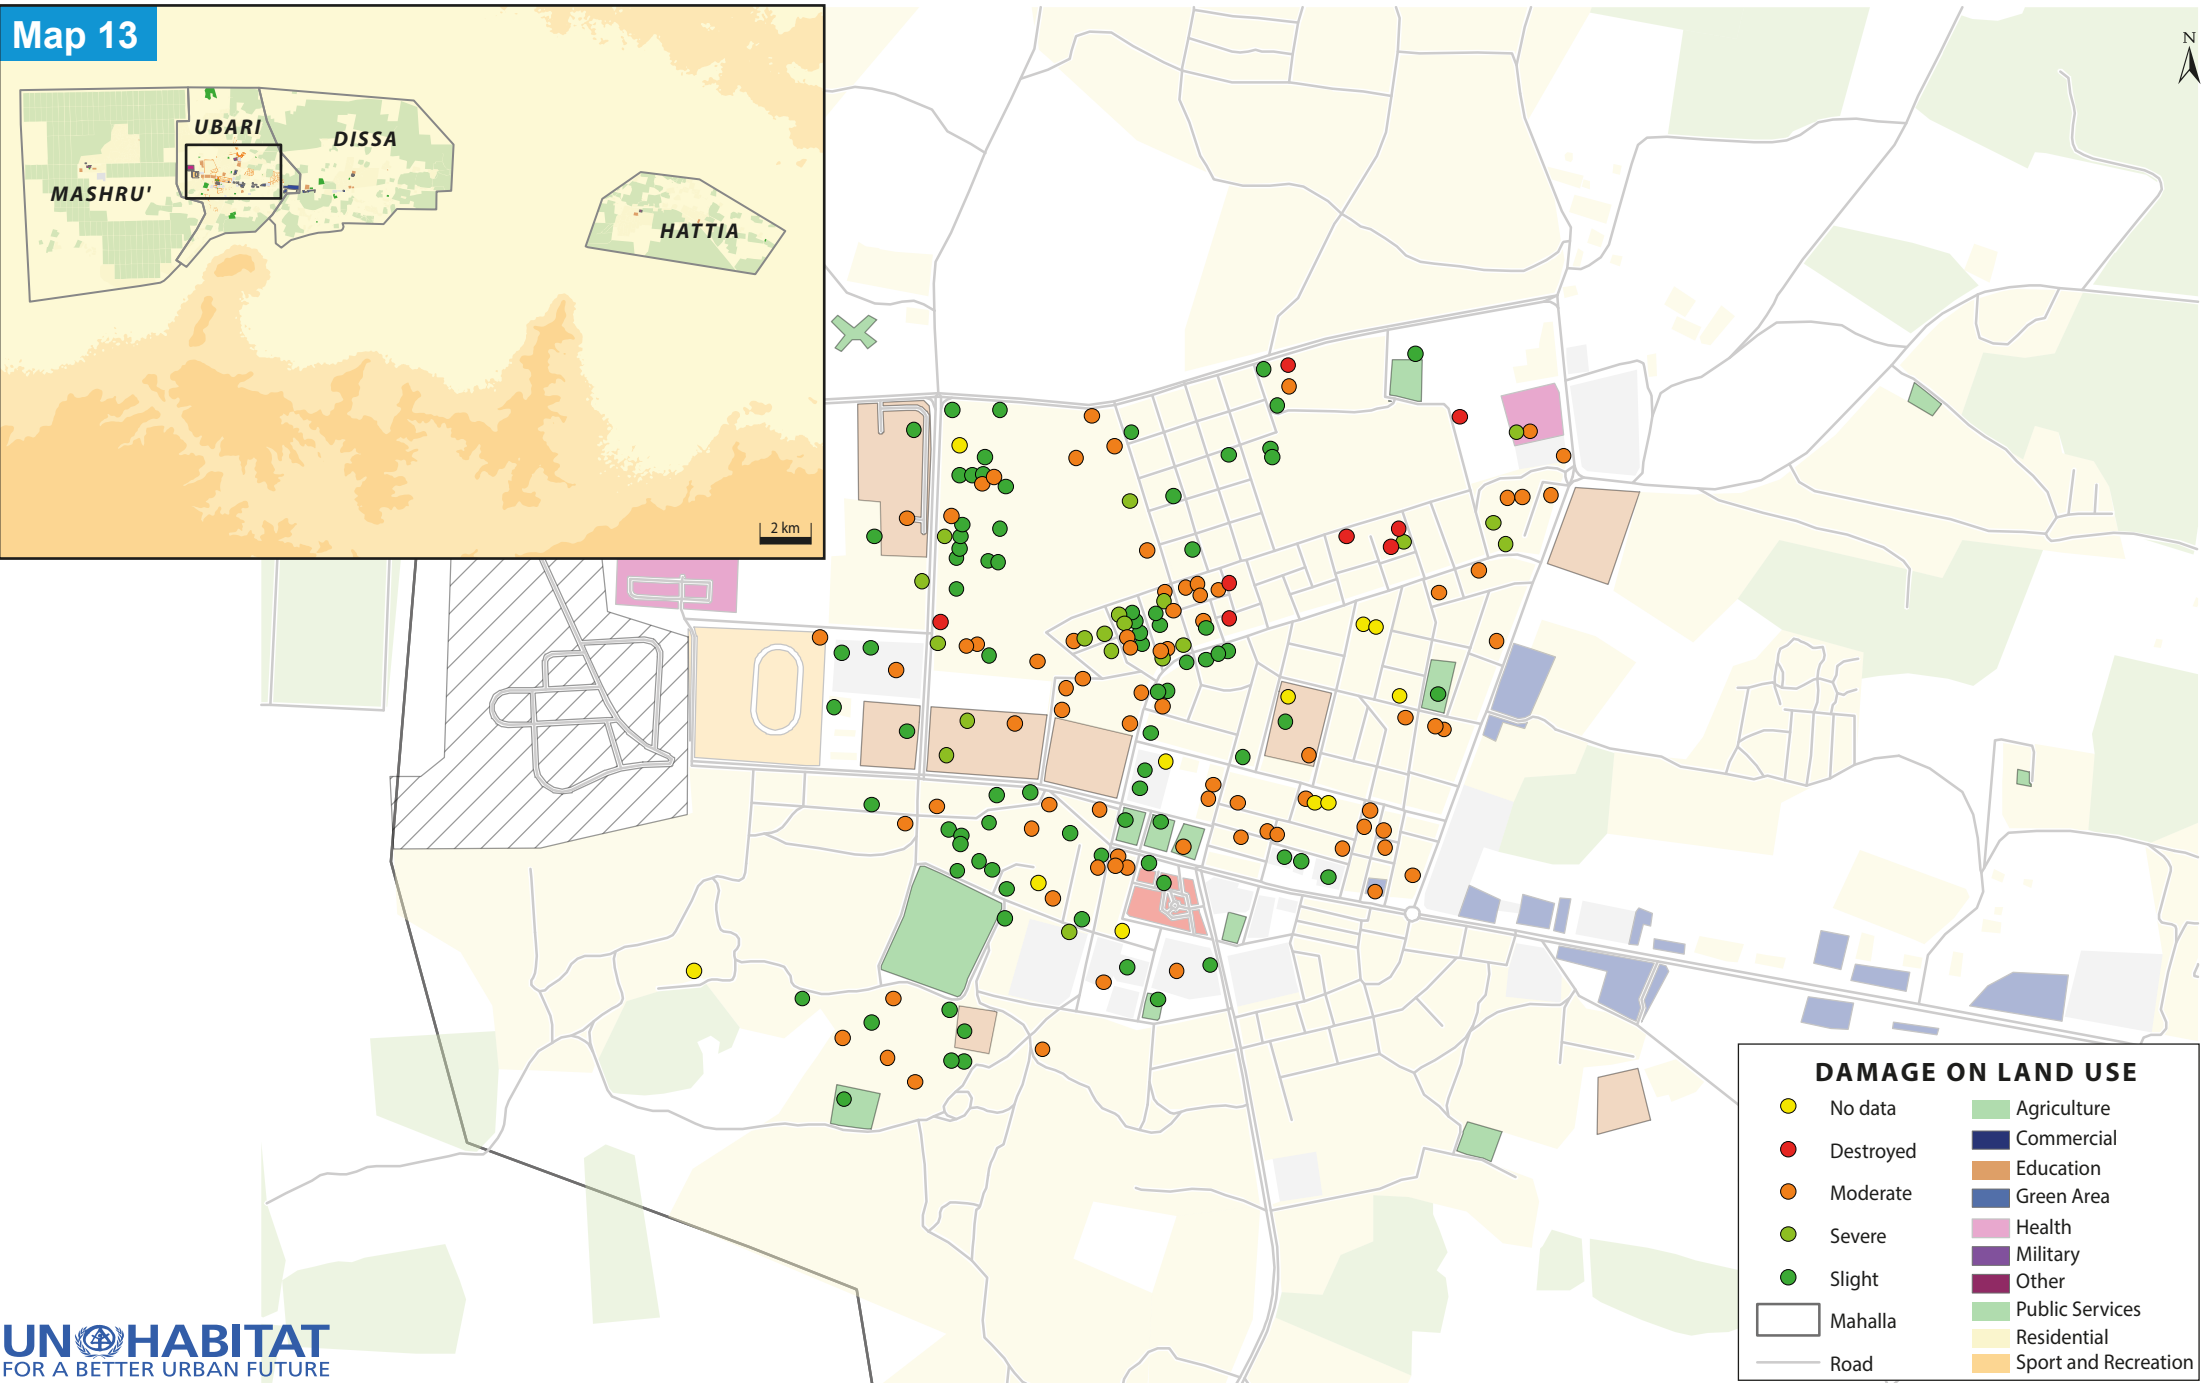 Map 13
UBARI
DISSA
MASHRU'
HATTIA
2 km
N
DAMAGE ON LAND USE
No data
Destroyed
Moderate
Severe
Slight
Mahalla
Road
Agriculture
Commercial
Education
Green Area
Health
Military
Other
Public Services
Residential
Sport and Recreation
UN HABITAT
FOR A BETTER URBAN FUTURE